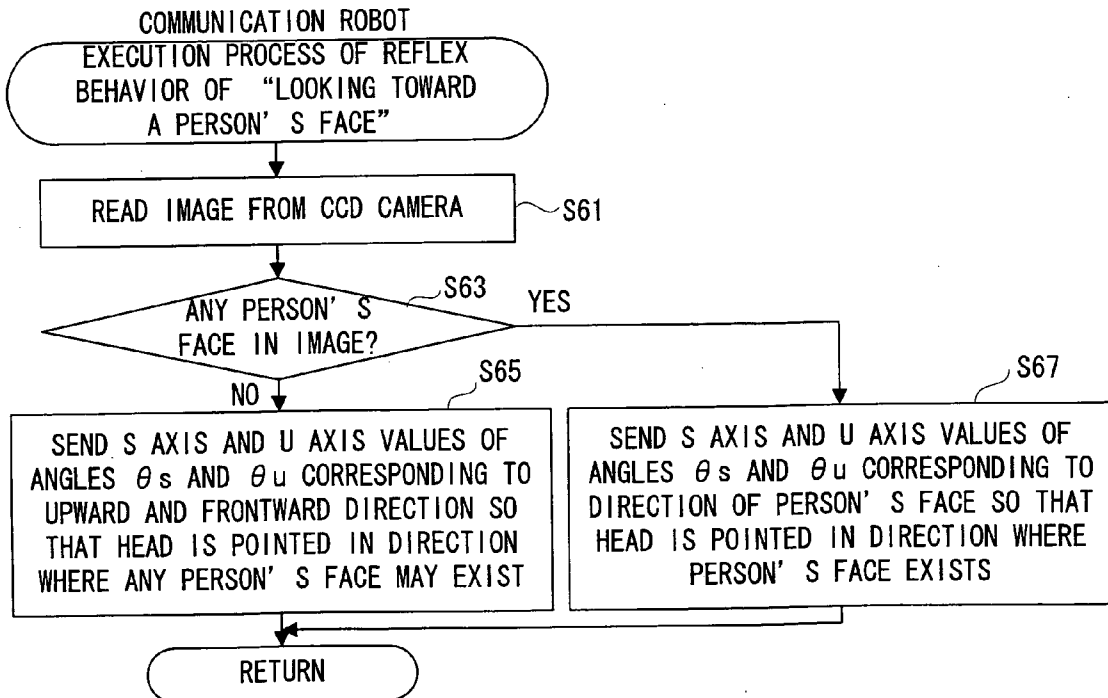 COMMUNICATION ROBOT
EXECUTION PROCESS OF REFLEX
BEHAVIOR OF “LOOKING TOWARD
A PERSON' S FACE”
READ IMAGE FROM CCD CAMERA
S61
S63
ANY PERSON' S
FACE IN IMAGE?
YES
NO
S65
SEND S AXIS AND U AXIS VALUES OF
ANGLES θs AND θu CORRESPONDING TO
UPWARD AND FRONTWARD DIRECTION SO
THAT HEAD IS POINTED IN DIRECTION
WHERE ANY PERSON' S FACE MAY EXIST
S67
SEND S AXIS AND U AXIS VALUES OF
ANGLES θs AND θu CORRESPONDING TO
DIRECTION OF PERSON' S FACE SO THAT
HEAD IS POINTED IN DIRECTION WHERE
PERSON' S FACE EXISTS
RETURN